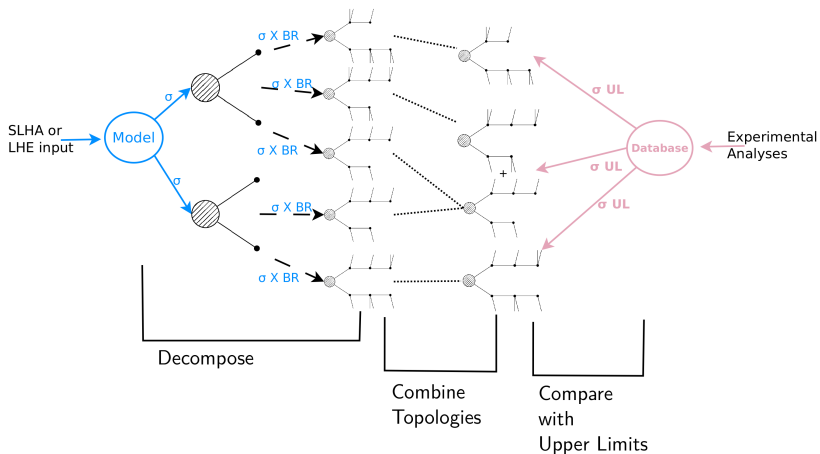 σ X BR
σ X BR
σ
σ UL
SLHA or
LHE input
Model
Experimental
Analyses
Database
σ X BR
σ UL
+
σ
σ X BR
σ UL
σ X BR
Decompose
Combine
Topologies
Compare
with
Upper Limits